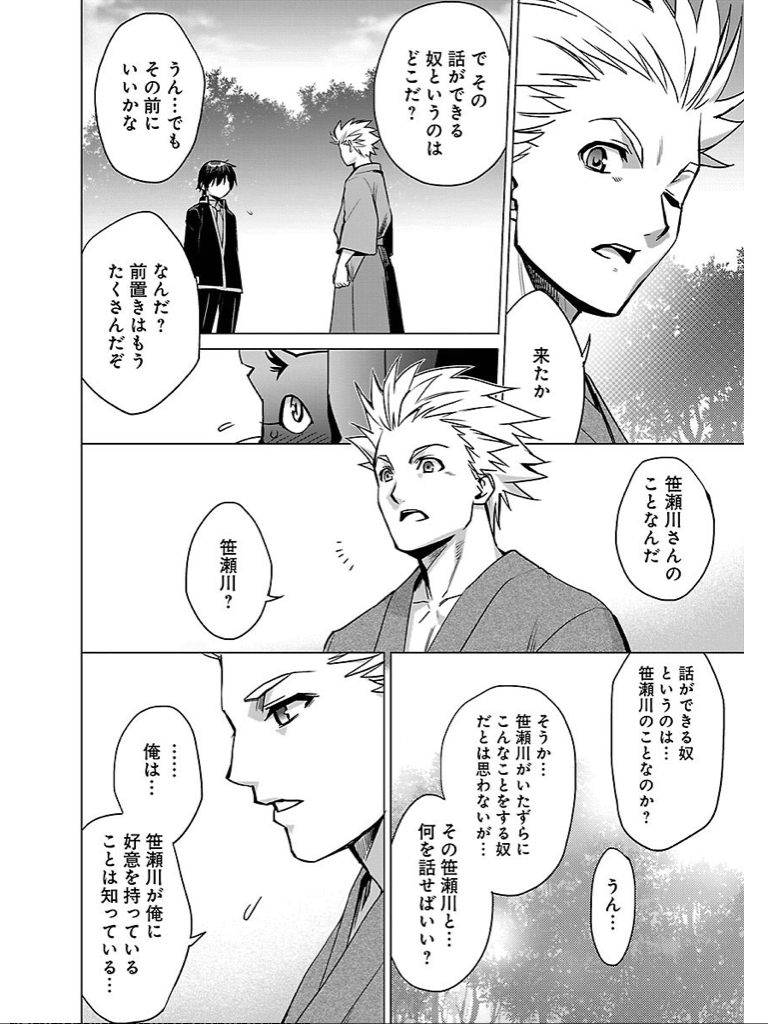 来たか
で その
話ができる
奴というのは
どこだ?
うん…でも
その前に
いいかな
なんだ?
前置きはもう
たくさんだぞ
笹瀬川さんの
ことなんだ
笹瀬川?
話ができる奴
というのは…
笹瀬川のことなのか?
うん…
そうか…
笹瀬川がいたずらに
こんなことをする奴
だとは思わないが…
その笹瀬川と…
何を話せばいい?
……
俺は…
笹瀬川が俺に
好意を持っている
ことは知っている…